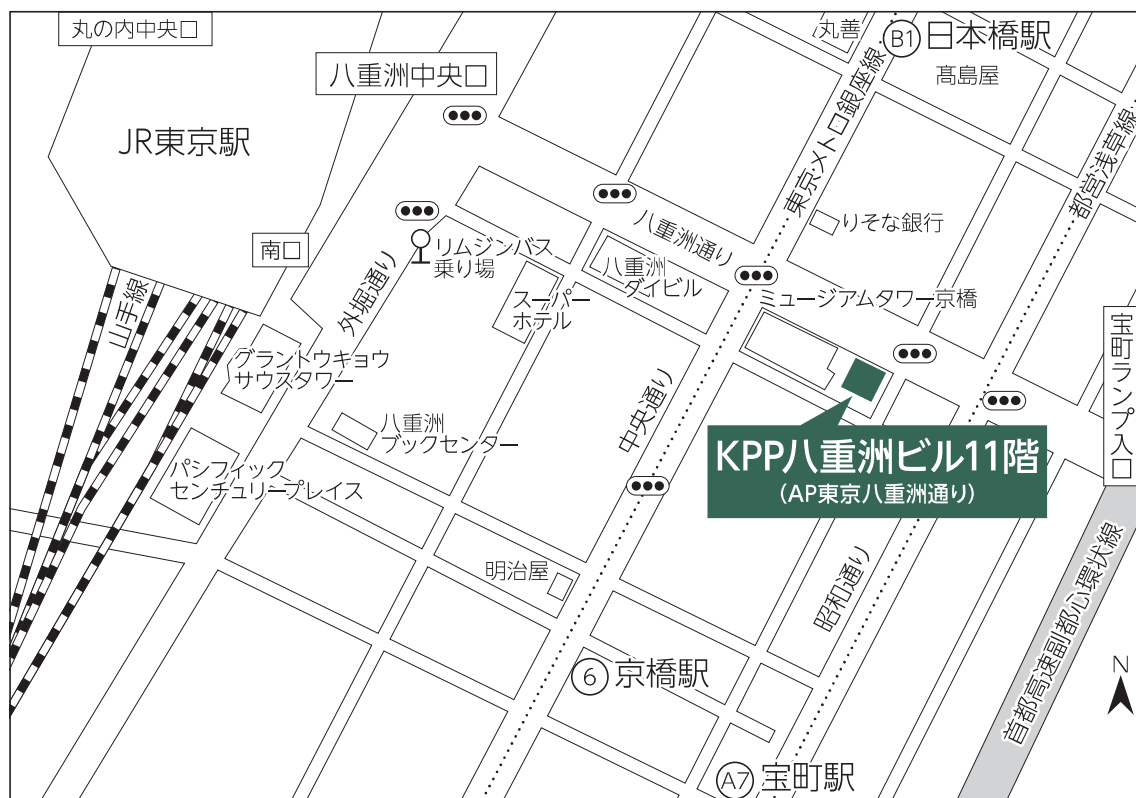 丸の内中央口
丸善
B1 日本橋駅
八重洲中央口
髙島屋
JR東京駅
東京メトロ銀座線
都営浅草線
南口
リムジンバス
乗り場
八重洲通り
りそな銀行
外堀通り
八重洲
ダイビル
スーパー
ホテル
ミュージアムタワー京橋
山手線
宝町ランプ入口
グラントウキョウ
サウスタワー
中央通り
八重洲
ブックセンター
KPP八重洲ビル11階
(AP東京八重洲通り)
パシフィック
センチュリープレイス
明治屋
昭和通り
首都高速副都心環状線
6 京橋駅
N
A7 宝町駅